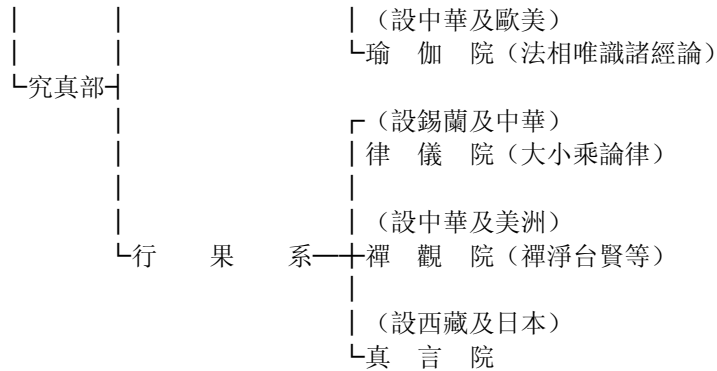 （設中華及歐美）
瑜　伽　院（法相唯識諸經論）
究真部
（設錫蘭及中華）
律　儀　院（大小乘論律）
（設中華及美洲）
行　　果　　系　禪　觀　院（禪淨台賢等）
（設西藏及日本）
真　言　院